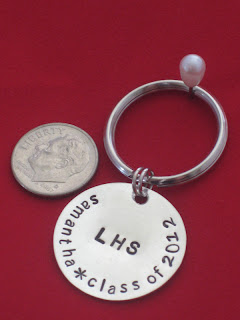 LIBERTY
LHS
samantha*class of 2012